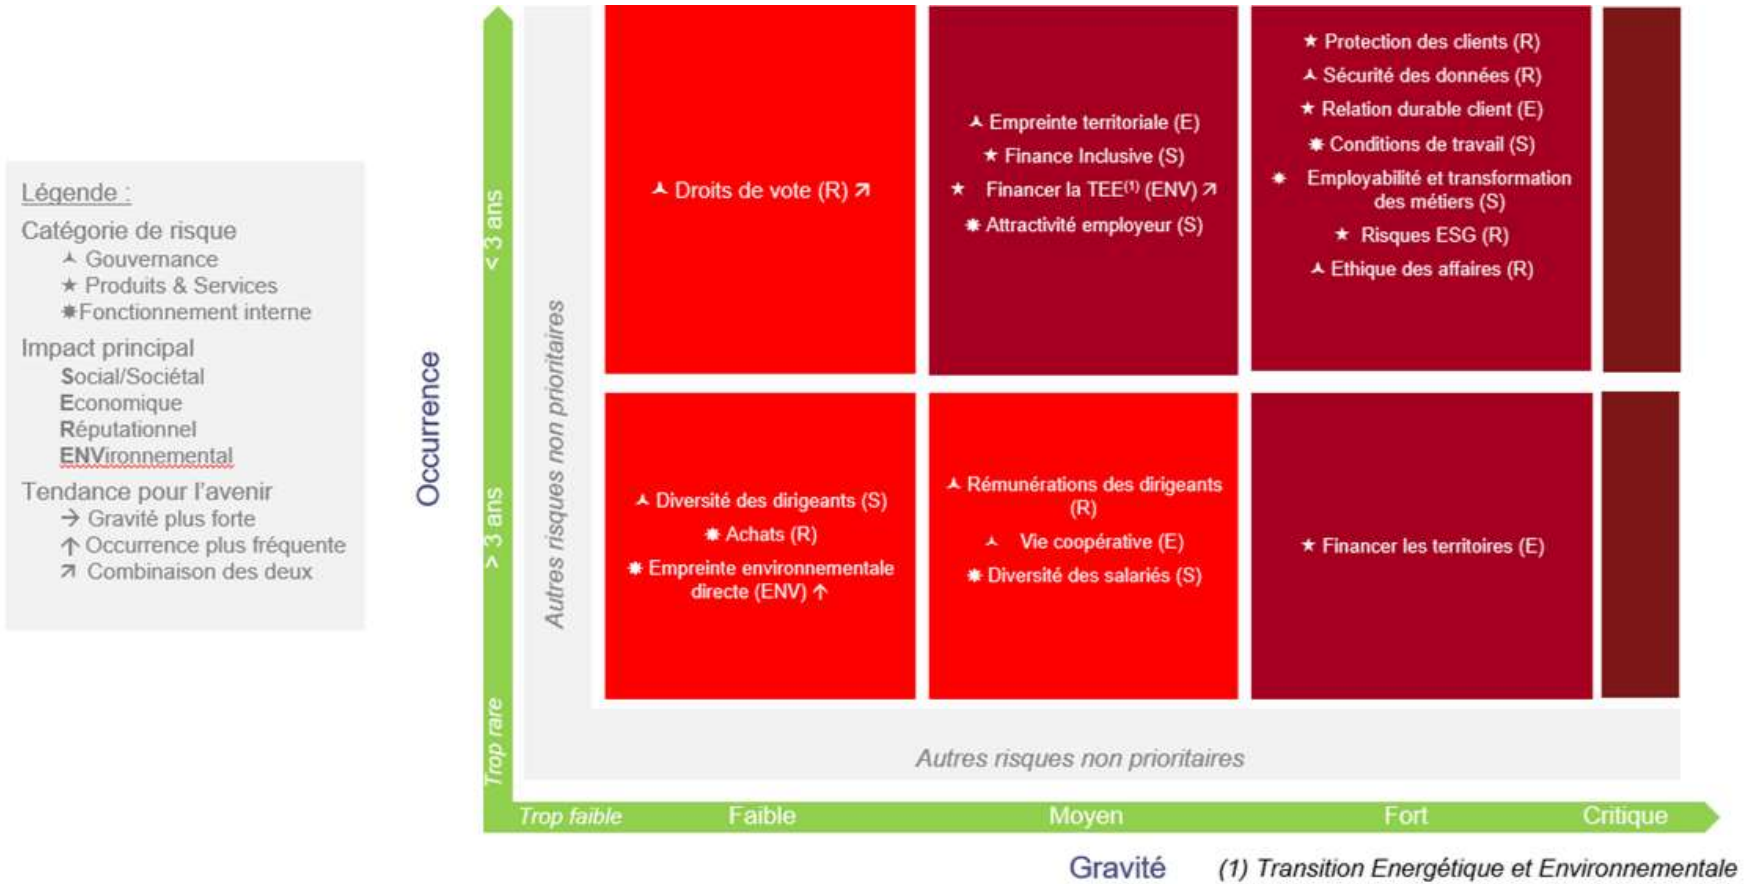 Légende :
Catégorie de risque
Gouvernance
★ Produits & Services
✸Fonctionnement interne
Impact principal
Social/Sociétal
Economique
Réputationnel
ENVironnemental
Tendance pour l'avenir
→ Gravité plus forte
↑ Occurrence plus fréquente
↗ Combinaison des deux
Occurrence
< 3 ans
> 3 ans
Trop rare
Autres risques non prioritaires
Droits de vote (R) ↗
Empreinte territoriale (E)
★ Finance Inclusive (S)
★ Financer la TEE(1) (ENV) ↗
✸ Attractivité employeur (S)
★ Protection des clients (R)
Sécurité des données (R)
★ Relation durable client (E)
✸ Conditions de travail (S)
✸ Employabilité et transformation
des métiers (S)
★ Risques ESG (R)
Ethique des affaires (R)
Diversité des dirigeants (S)
✸ Achats (R)
✸ Empreinte environnementale
directe (ENV) ↑
Rémunérations des dirigeants
(R)
Vie coopérative (E)
✸ Diversité des salariés (S)
★ Financer les territoires (E)
Autres risques non prioritaires
Trop faible
Faible
Moyen
Fort
Critique
Gravité
(1) Transition Energétique et Environnementale